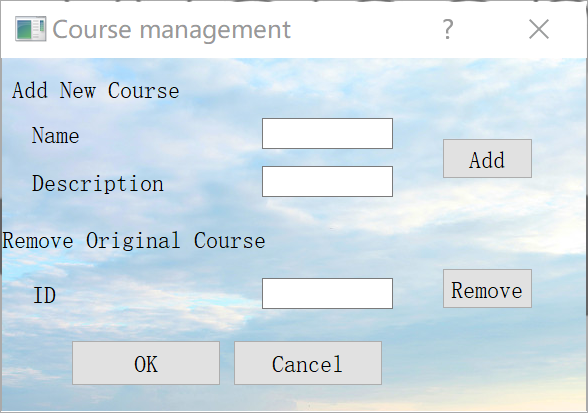 Course management ?
Add New Course
Name
Description
Add
Remove Original Course
ID
Remove
OK
Cancel